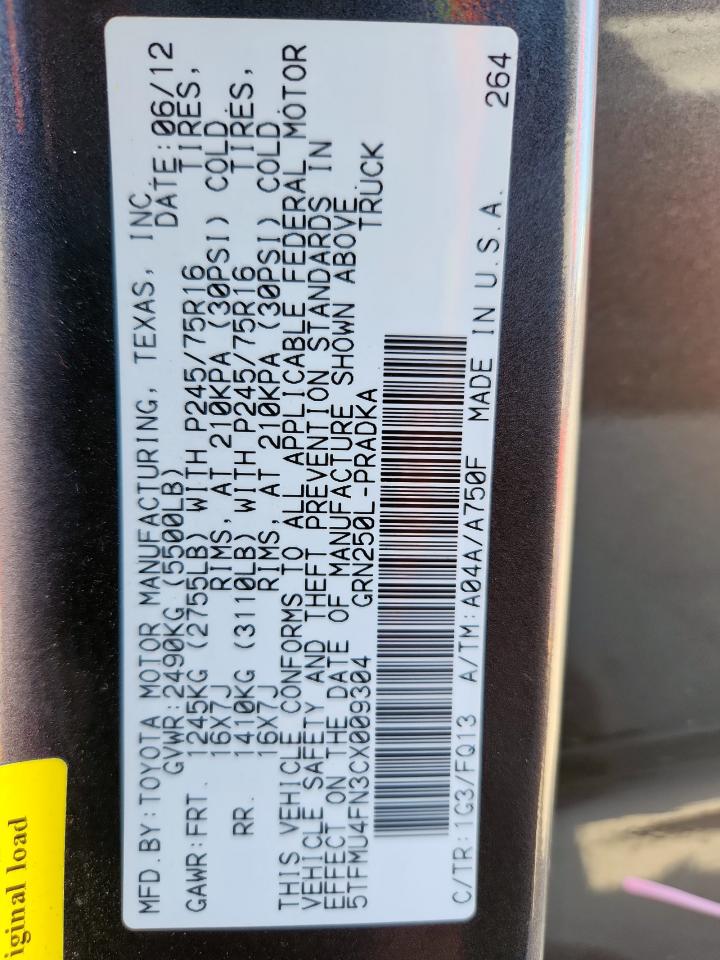 MFD.BY:TOYOTA MOTOR MANUFACTURING, TEXAS, INC.
GVWR:2490KG (5500LB) DATE:06/12
GAWR:FRT. 1245KG (2755LB) WITH P245/75R16 TIRES,
16X7J RIMS, AT 210KPA (30PSI) COLD
RR. 1410KG (3110LB) WITH P245/75R16 TIRES,
16X7J RIMS, AT 210KPA (30PSI) COLD
THIS VEHICLE CONFORMS TO ALL APPLICABLE FEDERAL MOTOR
VEHICLE SAFETY AND THEFT PREVENTION STANDARDS IN
EFFECT ON THE DATE OF MANUFACTURE SHOWN ABOVE.
5TFMU4FN3CX009304 GRN250L-PRADKA TRUCK
C/TR:1G3/FQ13 A/TM:A04A/A750F MADE IN U.S.A. 264
iginal load